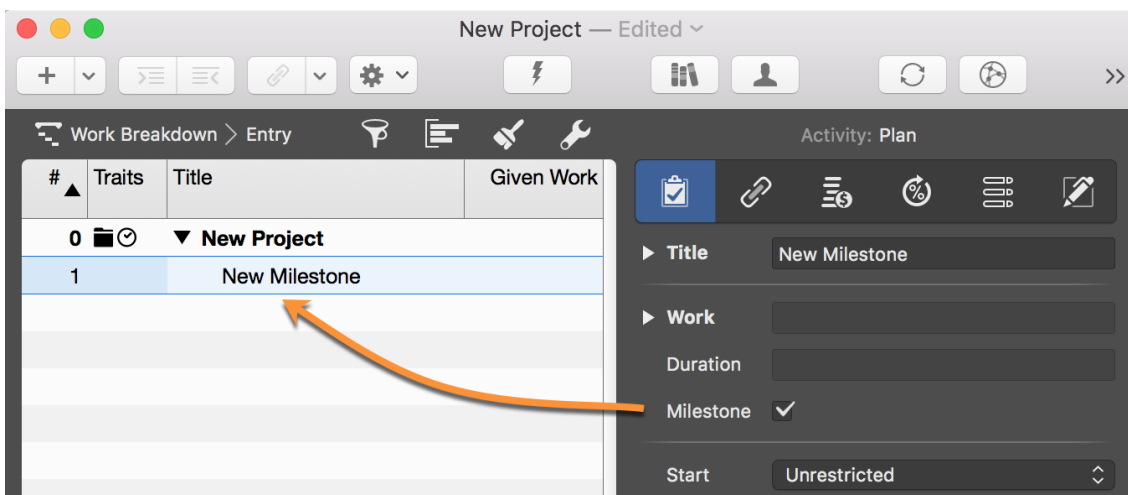 New Project — Edited
Work Breakdown > Entry
Activity: Plan
# Traits Title Given Work
0 New Project
1 New Milestone
Title New Milestone
Work
Duration
Milestone
Start Unrestricted